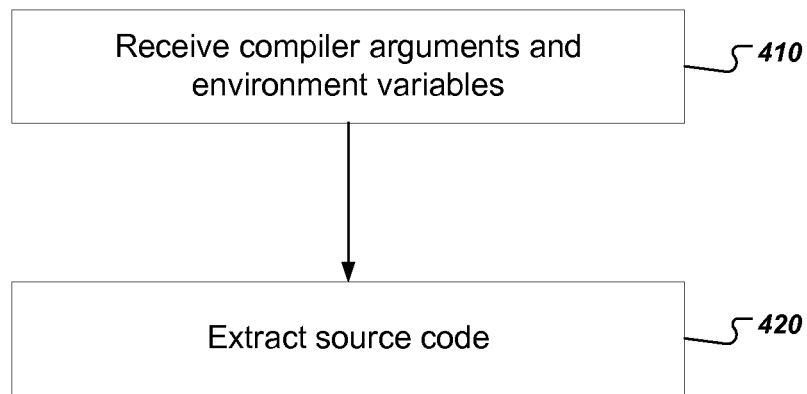 Receive compiler arguments and
environment variables
410
Extract source code
420